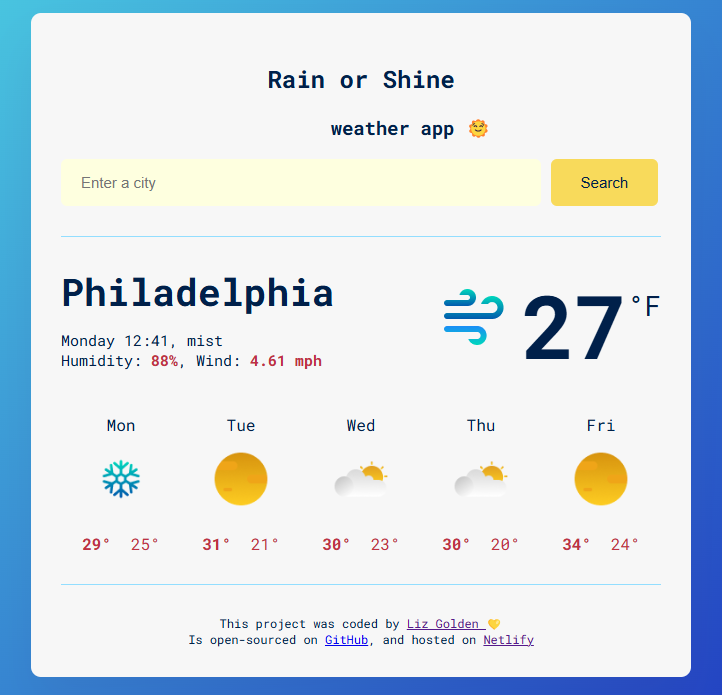 Rain or Shine
weather app 🌞
Enter a city
Search
Philadelphia
27 °F
Monday 12:41, mist
Humidity: 88%, Wind: 4.61 mph
Mon Tue Wed Thu Fri
29° 25° 31° 21° 30° 23° 30° 20° 34° 24°
This project was coded by Liz Golden 💛
Is open-sourced on GitHub, and hosted on Netlify